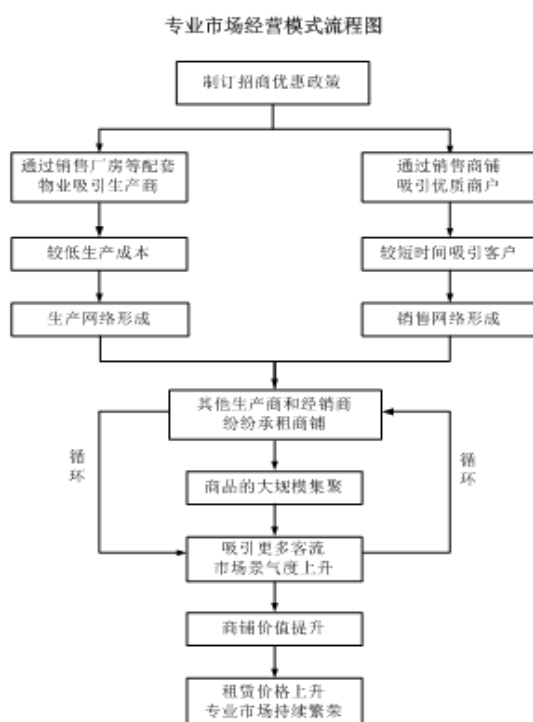 专业市场经营模式流程图
制订招商优惠政策
通过销售厂房等配套
物业吸引生产商
通过销售商铺
吸引优质商户
较低生产成本
较短时间吸引客户
生产网络形成
销售网络形成
其他生产商和经销商
纷纷承租商铺
循
环
循
环
商品的大规模集聚
吸引更多客流
市场景气度上升
商铺价值提升
租赁价格上升
专业市场持续繁荣